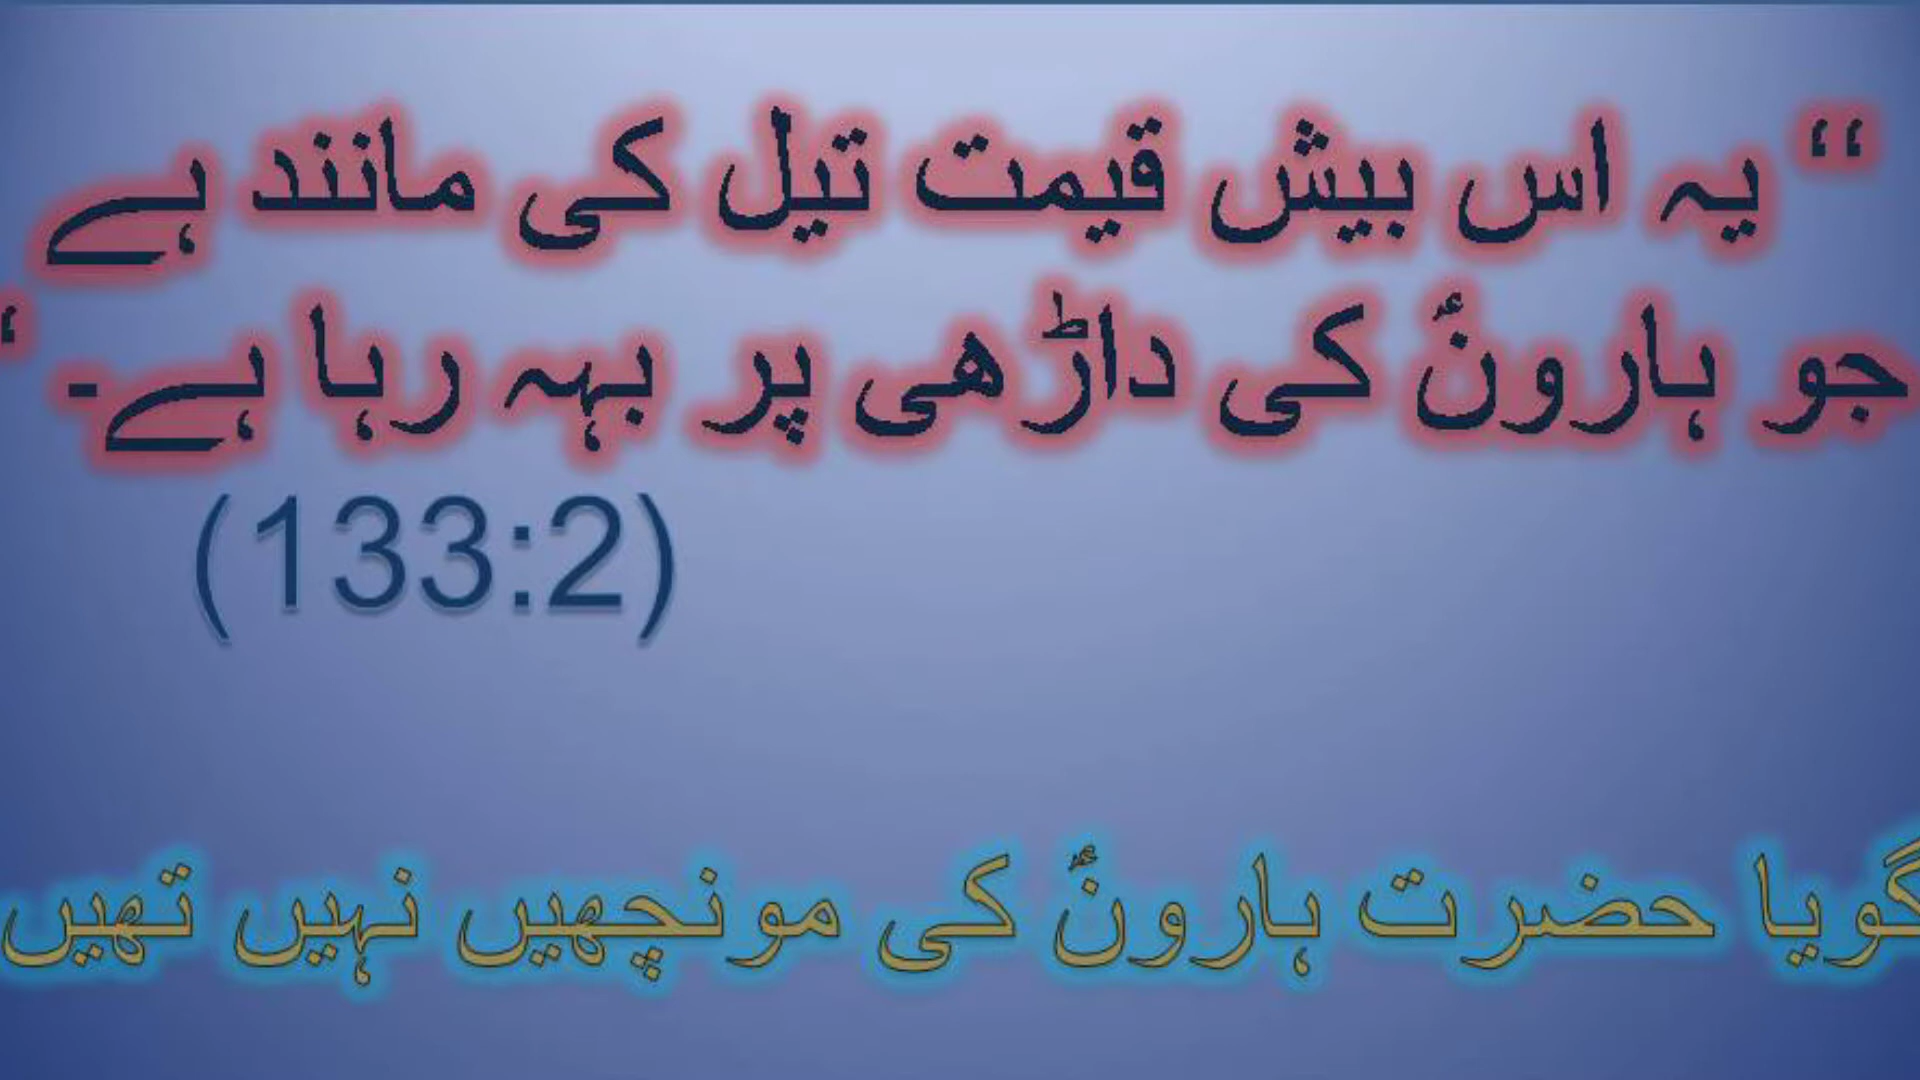 ‘‘ یہ اس بیش قیمت تیل کی مانند ہے
جو ہارونؑ کی داڑھی پر بہہ رہا ہے۔ ‘‘
(133:2)
گویا حضرت ہارونؑ کی مونچھیں نہیں تھیں